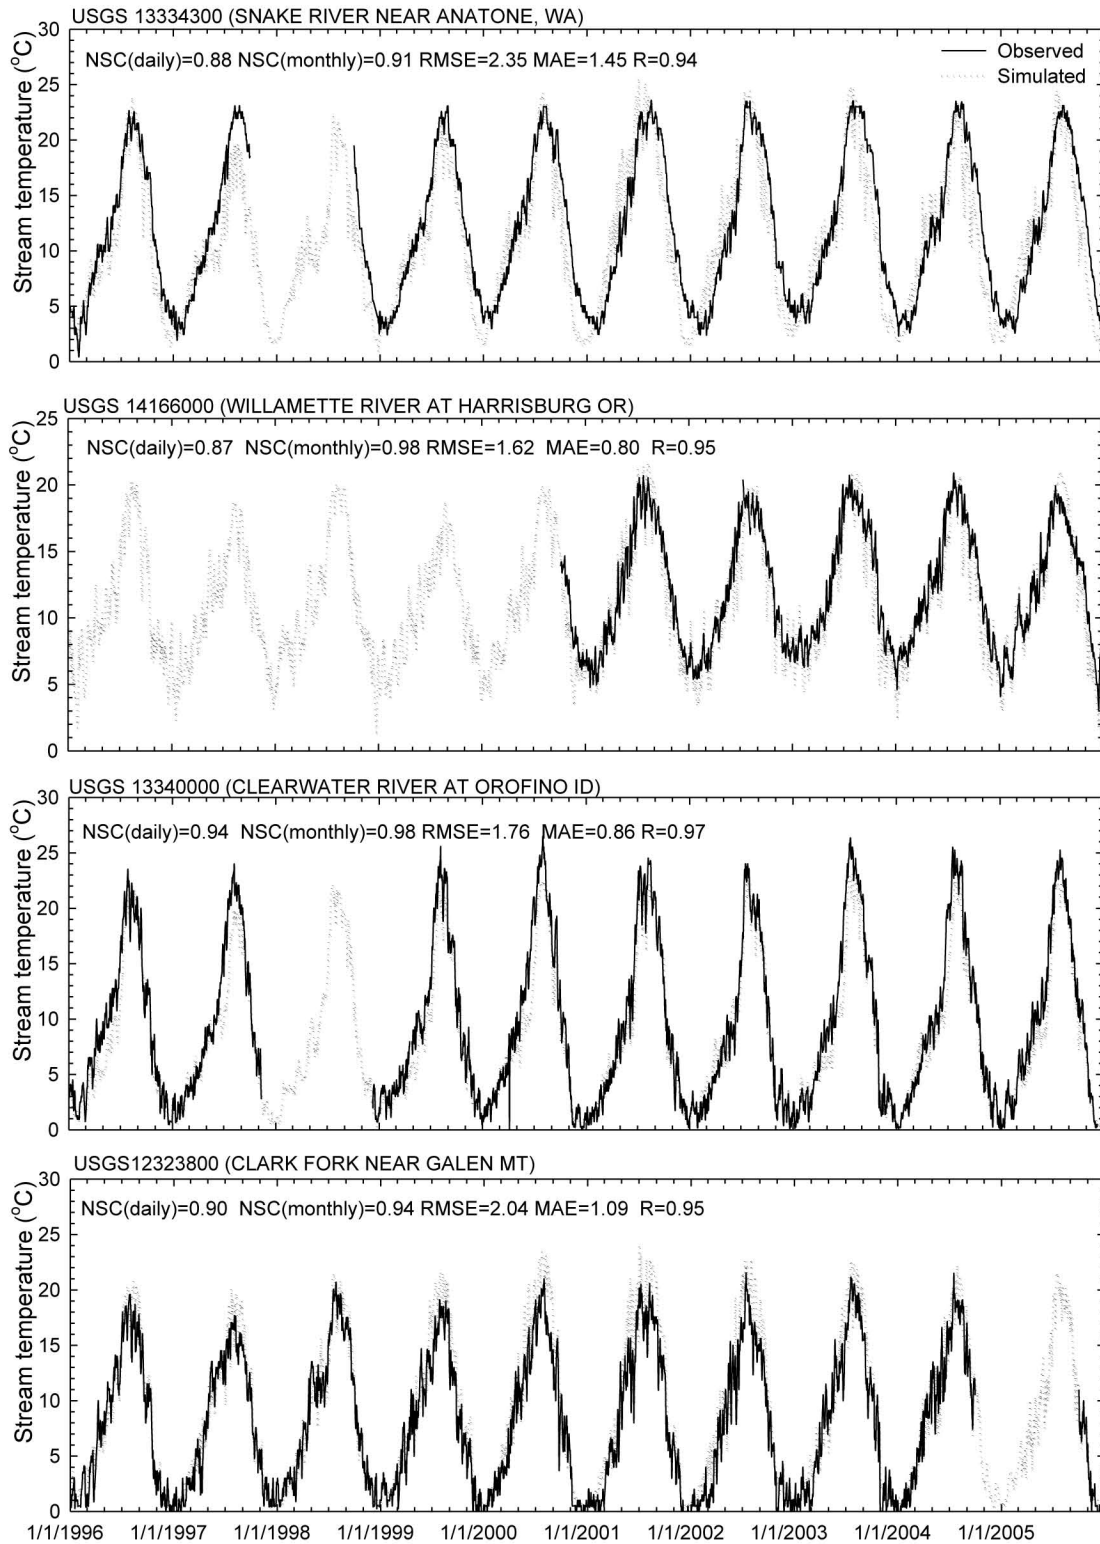 USGS 13334300 (SNAKE RIVER NEAR ANATONE, WA)
NSC(daily)=0.88 NSC(monthly)=0.91 RMSE=2.35 MAE=1.45 R=0.94
Observed
Simulated
Stream temperature (°C)
30
25
20
15
10
5
0
USGS 14166000 (WILLAMETTE RIVER AT HARRISBURG OR)
NSC(daily)=0.87 NSC(monthly)=0.98 RMSE=1.62 MAE=0.80 R=0.95
Stream temperature (°C)
25
20
15
10
5
0
USGS 13340000 (CLEARWATER RIVER AT OROFINO ID)
NSC(daily)=0.94 NSC(monthly)=0.98 RMSE=1.76 MAE=0.86 R=0.97
Stream temperature (°C)
30
25
20
15
10
5
0
USGS12323800 (CLARK FORK NEAR GALEN MT)
NSC(daily)=0.90 NSC(monthly)=0.94 RMSE=2.04 MAE=1.09 R=0.95
Stream temperature (°C)
30
25
20
15
10
5
0
1/1/1996 1/1/1997 1/1/1998 1/1/1999 1/1/2000 1/1/2001 1/1/2002 1/1/2003 1/1/2004 1/1/2005